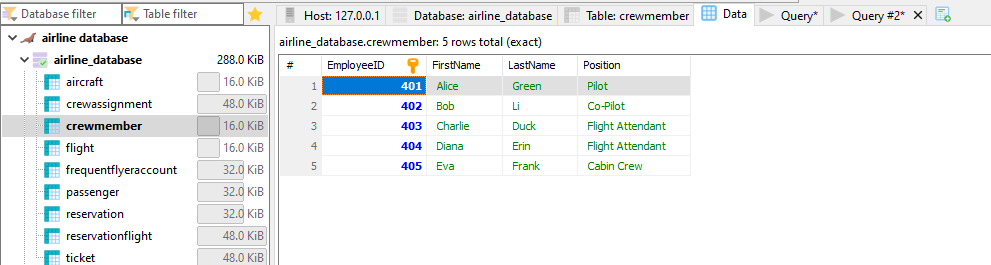 Database filter Table filter Host: 127.0.0.1 Database: airline_database Table: crewmember Data Query* Query #2*
airline database
airline_database 288.0 KiB
aircraft 16.0 KiB
crewassignment 48.0 KiB
crewmember 16.0 KiB
flight 16.0 KiB
frequentflyeraccount 32.0 KiB
passenger 32.0 KiB
reservation 32.0 KiB
reservationflight 48.0 KiB
ticket 48.0 KiB
airline_database.crewmember: 5 rows total (exact)
# EmployeeID FirstName LastName Position
1 401 Alice Green Pilot
2 402 Bob Li Co-Pilot
3 403 Charlie Duck Flight Attendant
4 404 Diana Erin Flight Attendant
5 405 Eva Frank Cabin Crew